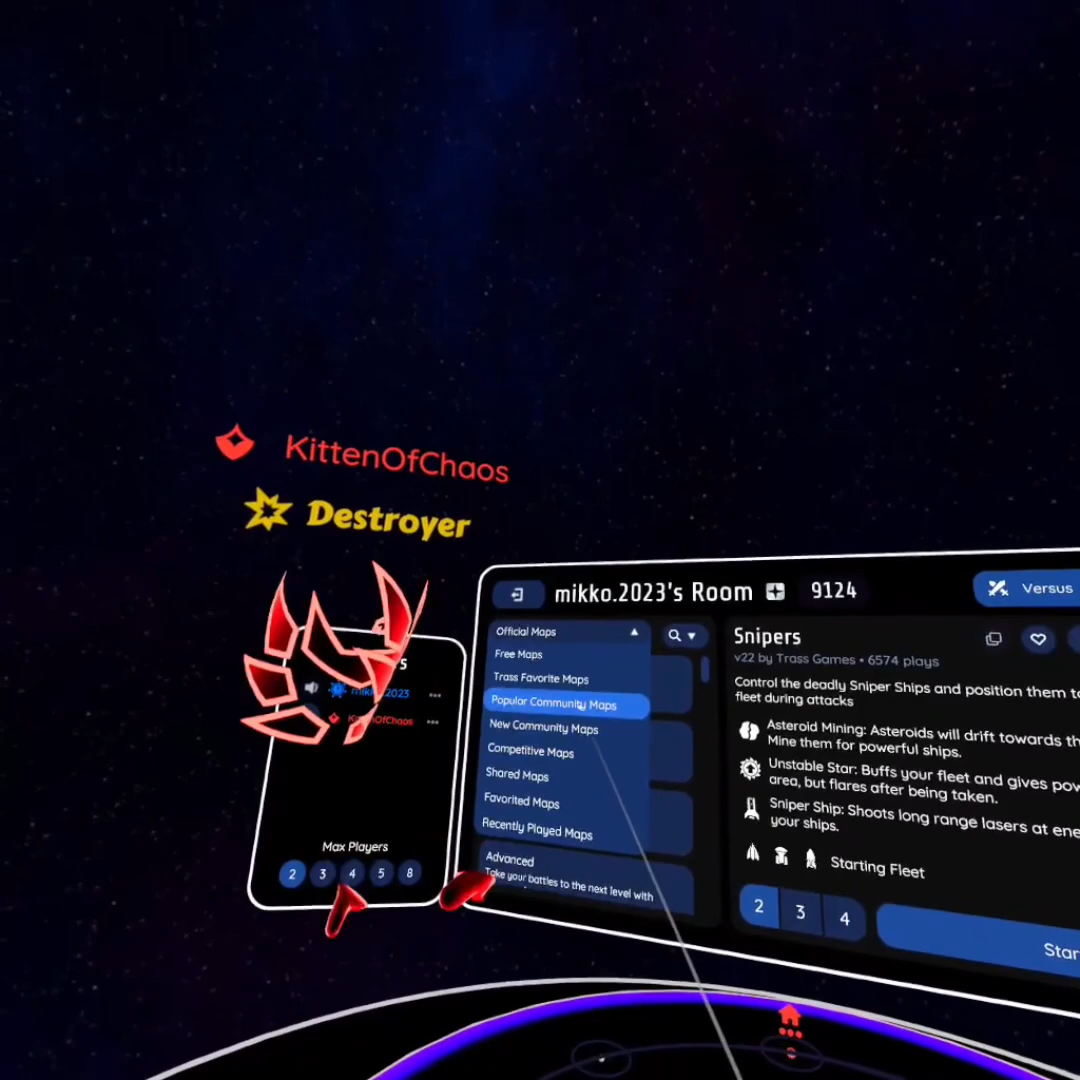 KittenOfChaos
Destroyer
mikko.2023's Room
9124
Versus
Official Maps
Free Maps
Trass Favorite Maps
Popular Community Maps
New Community Maps
Competitive Maps
Shared Maps
Favorited Maps
Recently Played Maps
Advanced
Take your battles to the next level with
Snipers
v22 by Trass Games • 6574 plays
Control the deadly Sniper Ships and position them to
fleet during attacks
Asteroid Mining: Asteroids will drift towards th
Mine them for powerful ships.
Unstable Star: Buffs your fleet and gives pow
area, but flares after being taken.
Sniper Ship: Shoots long range lasers at ene
your ships.
Starting Fleet
2 3 4
Star
Max Players
2 3 4 5 8